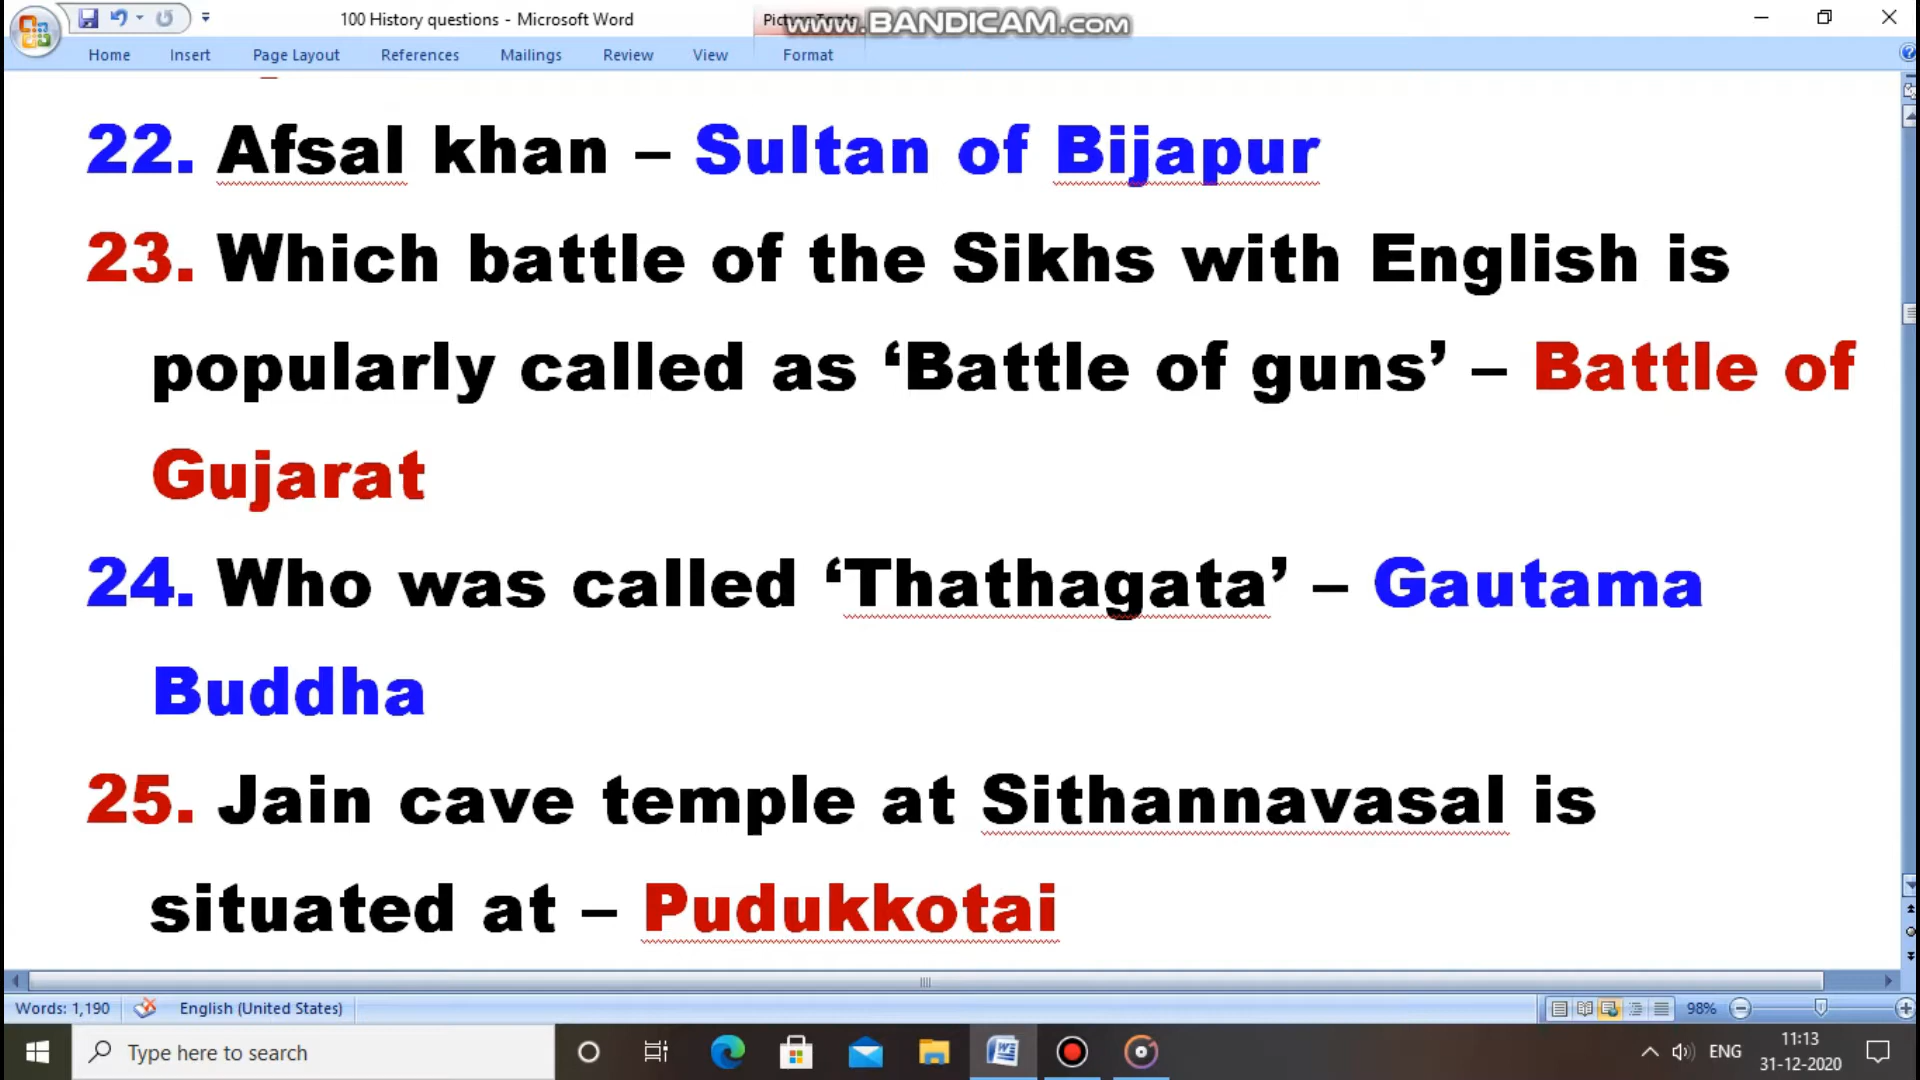 100 History questions - Microsoft Word
www.BANDICAM.com
Home Insert Page Layout References Mailings Review View Format
22. Afsal khan – Sultan of Bijapur
23. Which battle of the Sikhs with English is
popularly called as ‘Battle of guns’ – Battle of
Gujarat
24. Who was called ‘Thathagata’ – Gautama
Buddha
25. Jain cave temple at Sithannavasal is
situated at – Pudukkotai
Words: 1,190 English (United States) 98%
Type here to search
ENG
11:13
31-12-2020